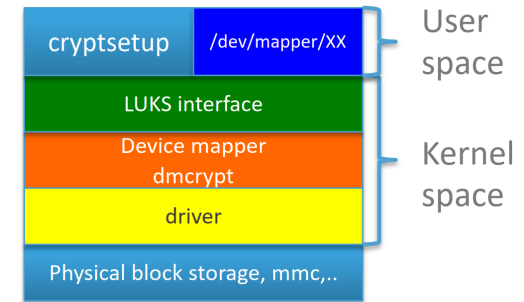 cryptsetup
/dev/mapper/XX
User
space
LUKS interface
Device mapper
dmcrypt
driver
Kernel
space
Physical block storage, mmc,..